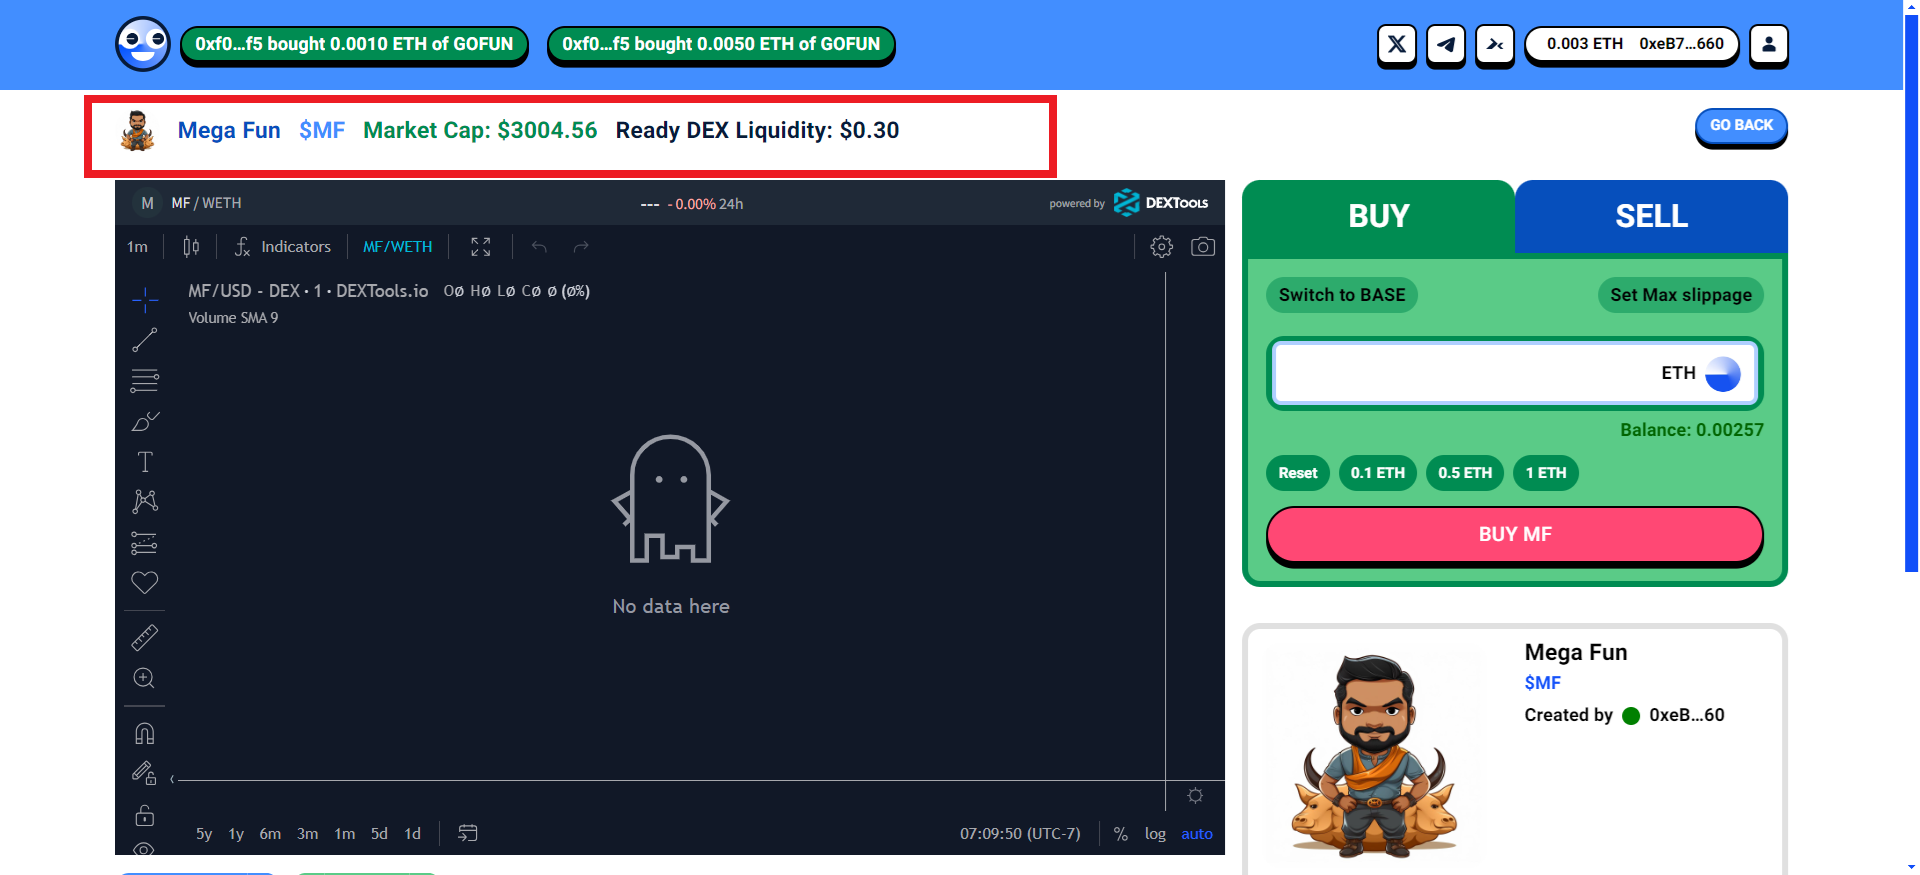 0xf0...f5 bought 0.0010 ETH of GOFUN
0xf0...f5 bought 0.0050 ETH of GOFUN
0.003 ETH 0xeB7...660
Mega Fun $MF Market Cap: $3004.56 Ready DEX Liquidity: $0.30
GO BACK
M MF / WETH
--- - 0.00% 24h
powered by DEXTools
1m
Indicators
MF/WETH
MF/USD - DEX • 1 • DEXTools.io O∅ H∅ L∅ C∅ ∅ (∅%)
Volume SMA 9
No data here
5y 1y 6m 3m 1m 5d 1d
07:09:50 (UTC-7)
% log auto
BUY
SELL
Switch to BASE
Set Max slippage
ETH
Balance: 0.00257
Reset
0.1 ETH
0.5 ETH
1 ETH
BUY MF
Mega Fun
$MF
Created by 0xeB...60